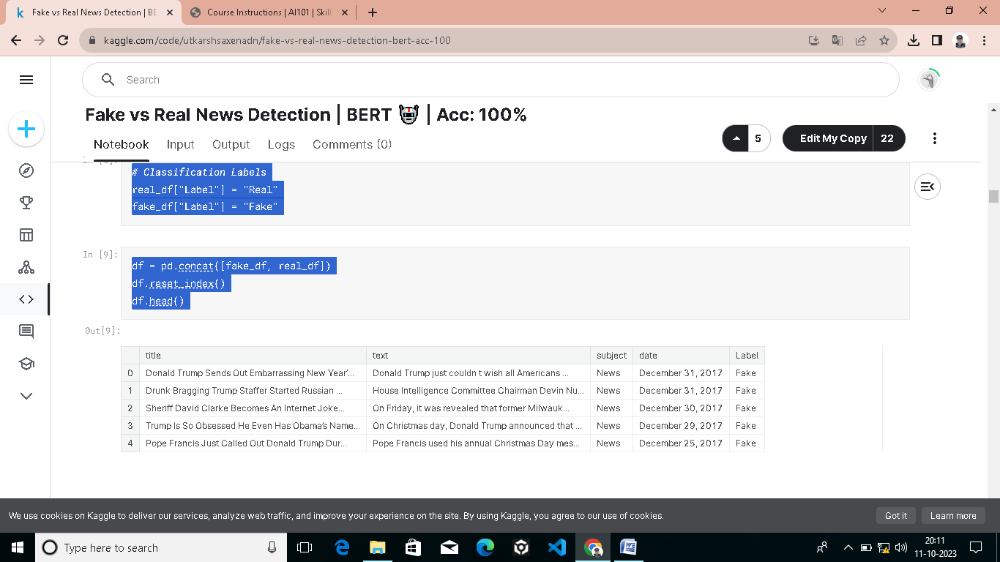 Fake vs Real News Detection | BE
Course Instructions | AI101 | Skill
kaggle.com/code/utkarshsaxenadn/fake-vs-real-news-detection-bert-acc-100
Search
Fake vs Real News Detection | BERT 🤖 | Acc: 100%
Notebook Input Output Logs Comments (0)
5
Edit My Copy 22
# Classification Labels
real_df["Label"] = "Real"
fake_df["Label"] = "Fake"
In [9]:
df = pd.concat([fake_df, real_df])
df.reset_index()
df.head()
Out[9]:
title text subject date Label
0 Donald Trump Sends Out Embarrassing New Year'... Donald Trump just couldn t wish all Americans ... News December 31, 2017 Fake
1 Drunk Bragging Trump Staffer Started Russian ... House Intelligence Committee Chairman Devin Nu... News December 31, 2017 Fake
2 Sheriff David Clarke Becomes An Internet Joke... On Friday, it was revealed that former Milwauk... News December 30, 2017 Fake
3 Trump Is So Obsessed He Even Has Obama's Name... On Christmas day, Donald Trump announced that ... News December 29, 2017 Fake
4 Pope Francis Just Called Out Donald Trump Dur... Pope Francis used his annual Christmas Day mes... News December 25, 2017 Fake
We use cookies on Kaggle to deliver our services, analyze web traffic, and improve your experience on the site. By using Kaggle, you agree to our use of cookies.
Got it
Learn more
Type here to search
20:11
11-10-2023